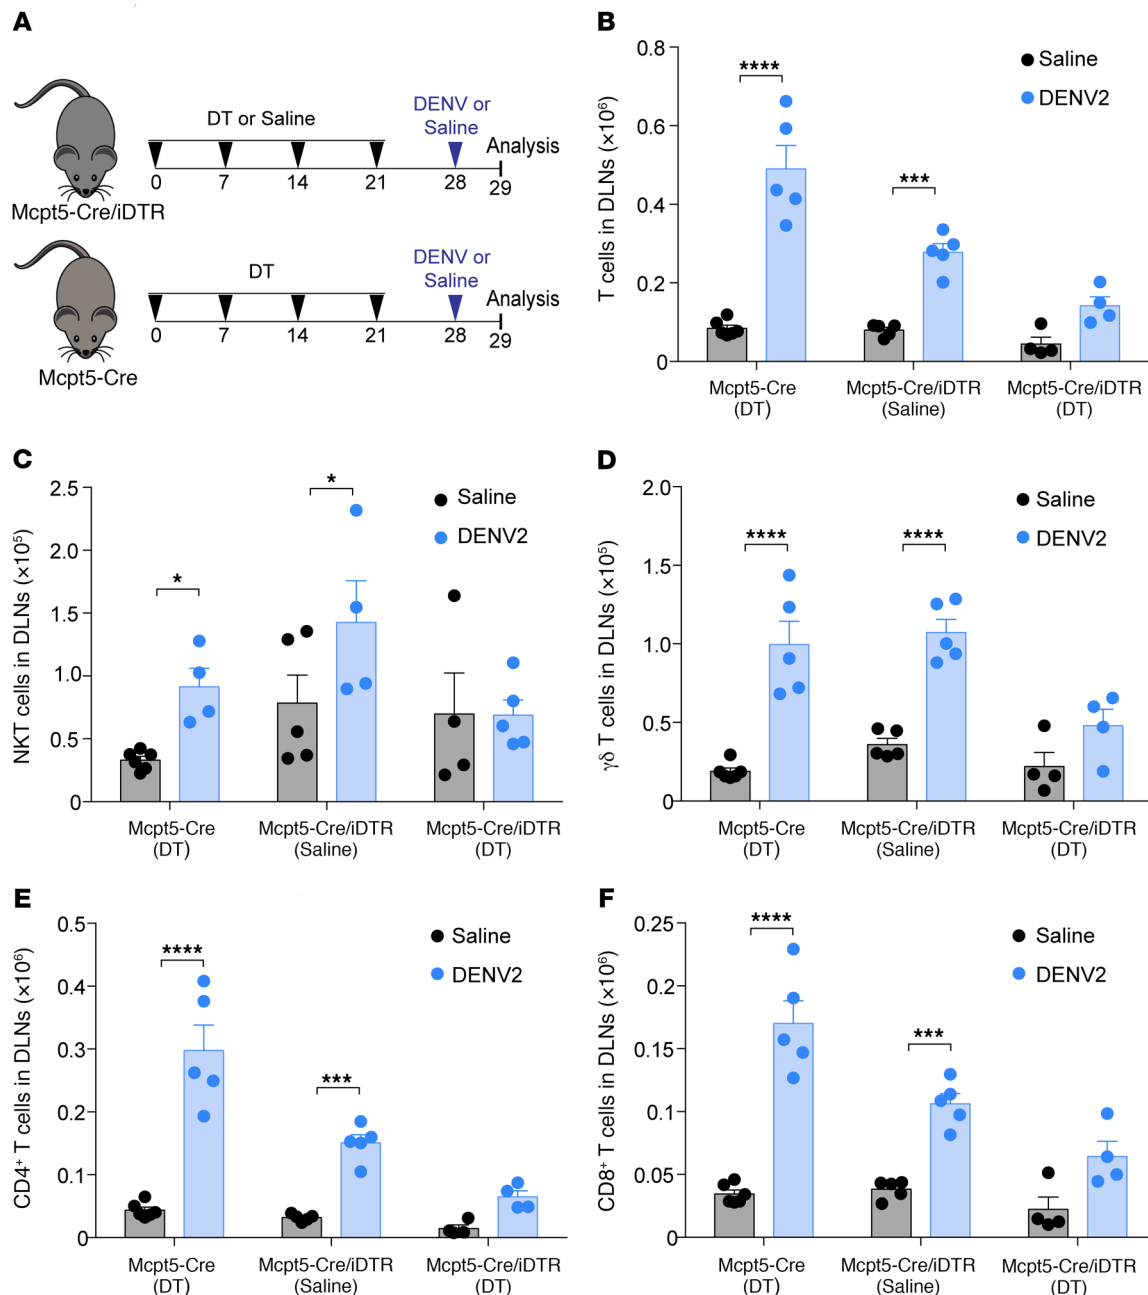 A
DT or Saline
DENV or
Saline
Analysis
0
7
14
21
28
29
Mcpt5-Cre/iDTR
DT
DENV or
Saline
Analysis
0
7
14
21
28
29
Mcpt5-Cre
B
T cells in DLNs (×10⁶)
0.8
0.6
0.4
0.2
0
****
***
Saline
DENV2
Mcpt5-Cre
(DT)
Mcpt5-Cre/iDTR
(Saline)
Mcpt5-Cre/iDTR
(DT)
C
NKT cells in DLNs (×10⁵)
2.5
2.0
1.5
1.0
0.5
0
*
*
Saline
DENV2
Mcpt5-Cre
(DT)
Mcpt5-Cre/iDTR
(Saline)
Mcpt5-Cre/iDTR
(DT)
D
γδ T cells in DLNs (×10⁵)
2.0
1.5
1.0
0.5
0
****
****
Saline
DENV2
Mcpt5-Cre
(DT)
Mcpt5-Cre/iDTR
(Saline)
Mcpt5-Cre/iDTR
(DT)
E
CD4⁺ T cells in DLNs (×10⁶)
0.5
0.4
0.3
0.2
0.1
0
****
***
Saline
DENV2
Mcpt5-Cre
(DT)
Mcpt5-Cre/iDTR
(Saline)
Mcpt5-Cre/iDTR
(DT)
F
CD8⁺ T cells in DLNs (×10⁶)
0.25
0.2
0.15
0.1
0.05
0
****
***
Saline
DENV2
Mcpt5-Cre
(DT)
Mcpt5-Cre/iDTR
(Saline)
Mcpt5-Cre/iDTR
(DT)